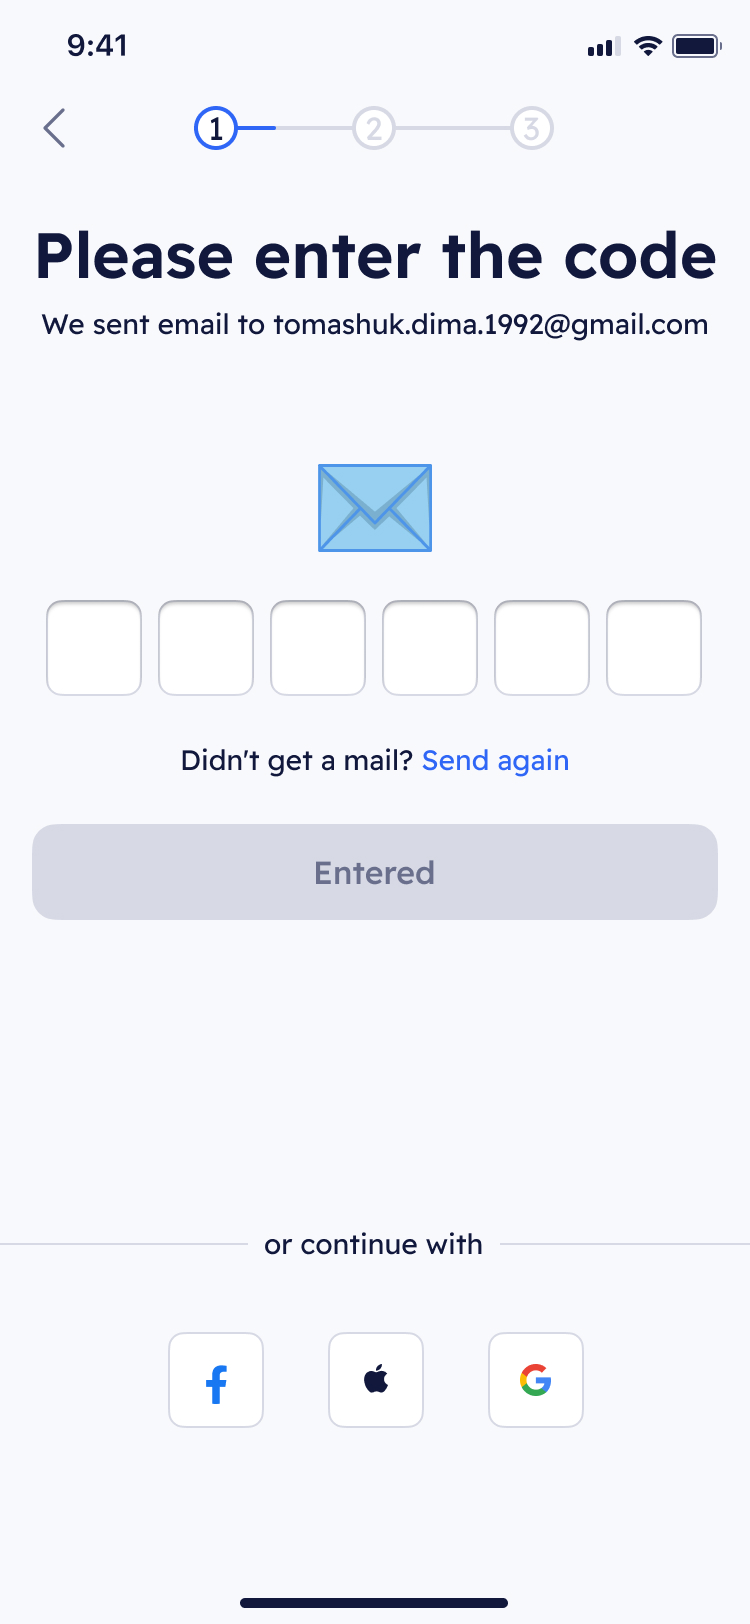 9:41
1 2 3
Please enter the code
We sent email to tomashuk.dima.1992@gmail.com
Didn't get a mail? Send again
Entered
or continue with